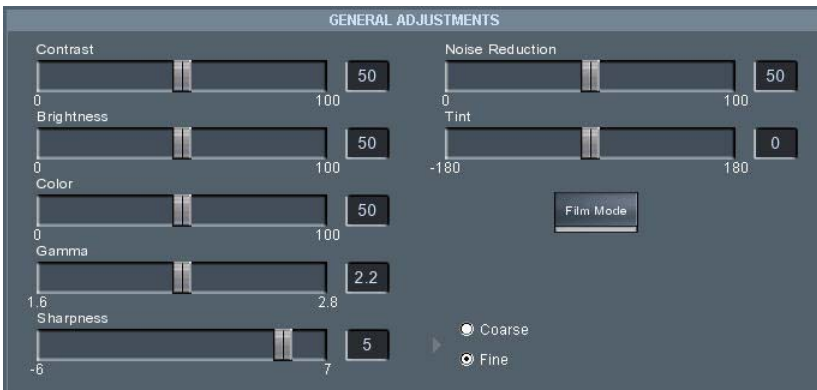 GENERAL ADJUSTMENTS
Contrast
50
0 100
Brightness
50
0 100
Color
50
0 100
Gamma
2.2
1.6 2.8
Sharpness
5
-6 7
Noise Reduction
50
0 100
Tint
0
-180 180
Film Mode
Coarse
Fine